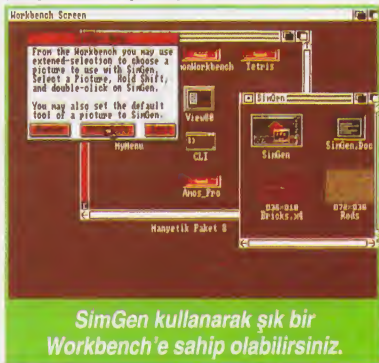 Workbench Screen
From the Workbench you may use
extened-selection to choose a
picture to use with SimGen.
Select a Picture, Hold Shift,
and double-click on SimGen.
You may also set the default
tool of a picture to SimGen.
MyMenu
onWorkbench
Tetris
View80
CLI
Amos_Pro
Manyetik Paket 8
SimGen
SimGen
SimGen.Doc
Bricks.x4
Rods
SimGen kullanarak şık bir
Workbench'e sahip olabilirsiniz.